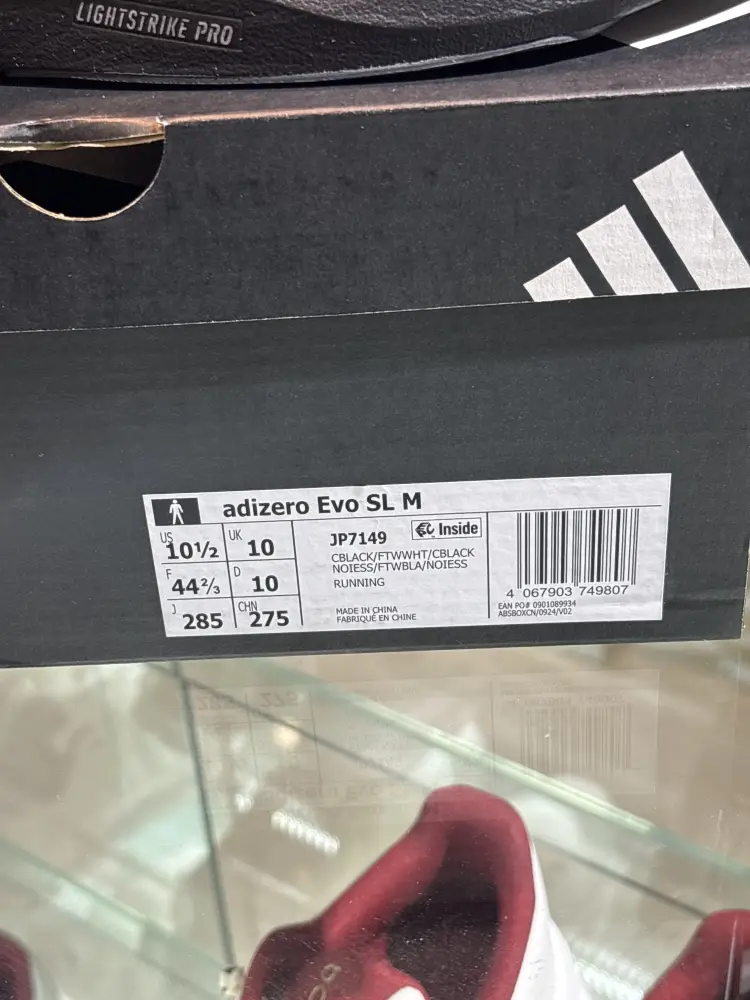 LIGHTSTRIKE PRO
adizero Evo SL M
US 10½
UK 10
F 44⅔
D 10
J 285
CHN 275
JP7149
Inside
CBLACK/FTWWHT/CBLACK
NOIESS/FTWBLA/NOIESS
RUNNING
MADE IN CHINA
FABRIQUÉ EN CHINE
4 067903 749807
EAN PO# 0901089934
ABSBOXCN/0924/V02